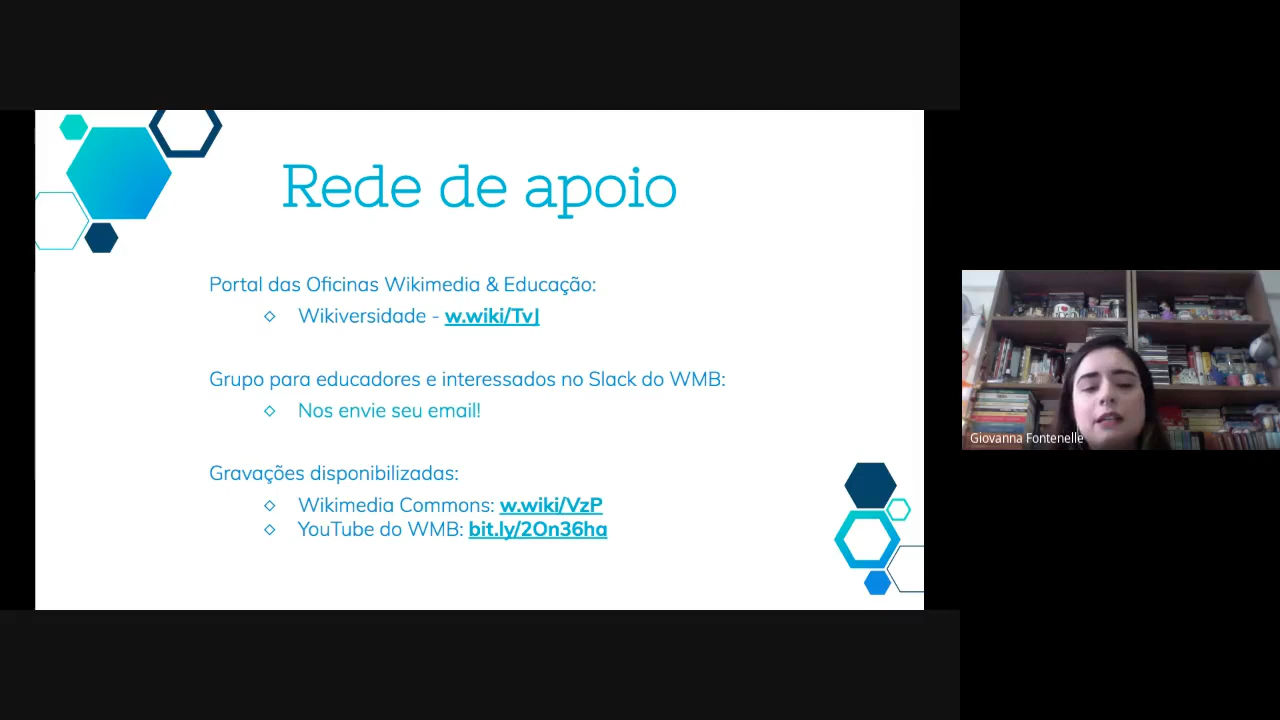 Rede de apoio
Portal das Oficinas Wikimedia & Educação:
Wikiversidade - w.wiki/TvJ
Grupo para educadores e interessados no Slack do WMB:
Nos envie seu email!
Gravações disponibilizadas:
Wikimedia Commons: w.wiki/VzP
YouTube do WMB: bit.ly/2On36ha
Giovanna Fontenelle